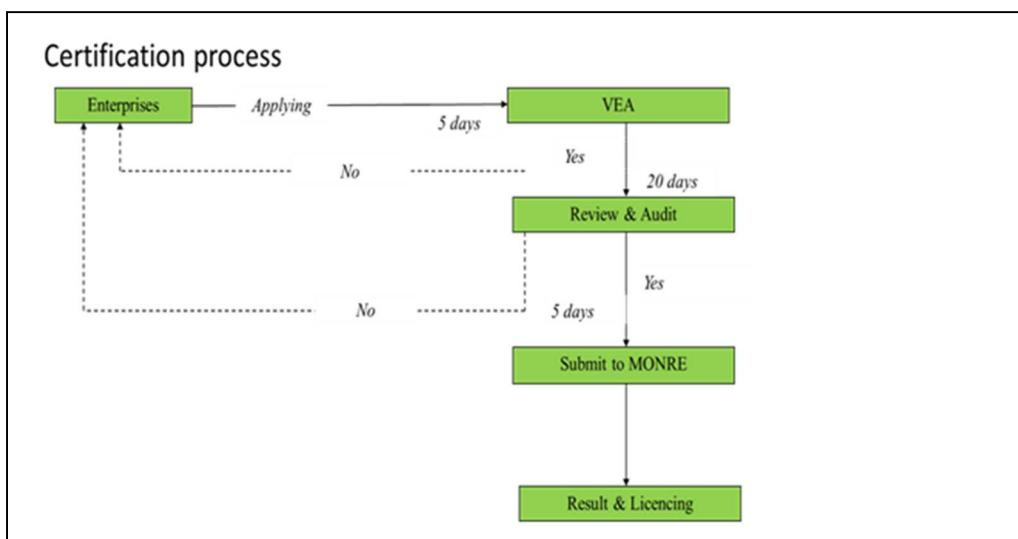 Certification process
Enterprises
Applying
VEA
5 days
Yes
No
20 days
Review & Audit
Yes
No
5 days
Submit to MONRE
Result & Licencing